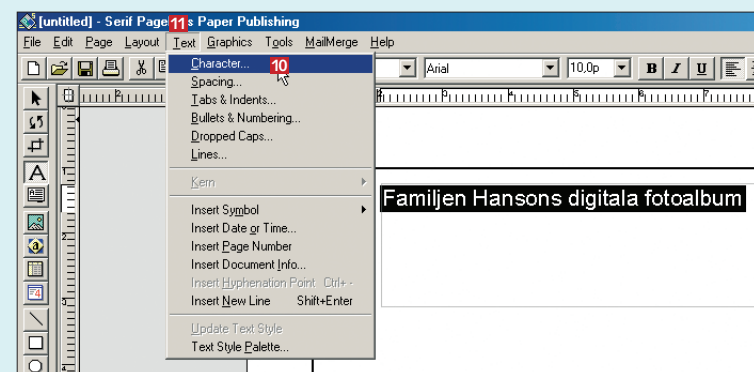 [untitled] - Serif Page 11 s Paper Publishing
File Edit Page Layout Text Graphics Tools MailMerge Help
Character... 10
Arial 10,0p B I U
Spacing...
Tabs & Indents...
Bullets & Numbering...
Dropped Caps...
Lines...
Kern
Insert Symbol
Insert Date or Time...
Insert Page Number
Insert Document Info...
Insert Hyphenation Point Ctrl+-
Insert New Line Shift+Enter
Update Text Style
Text Style Palette...
Familjen Hansons digitala fotoalbum